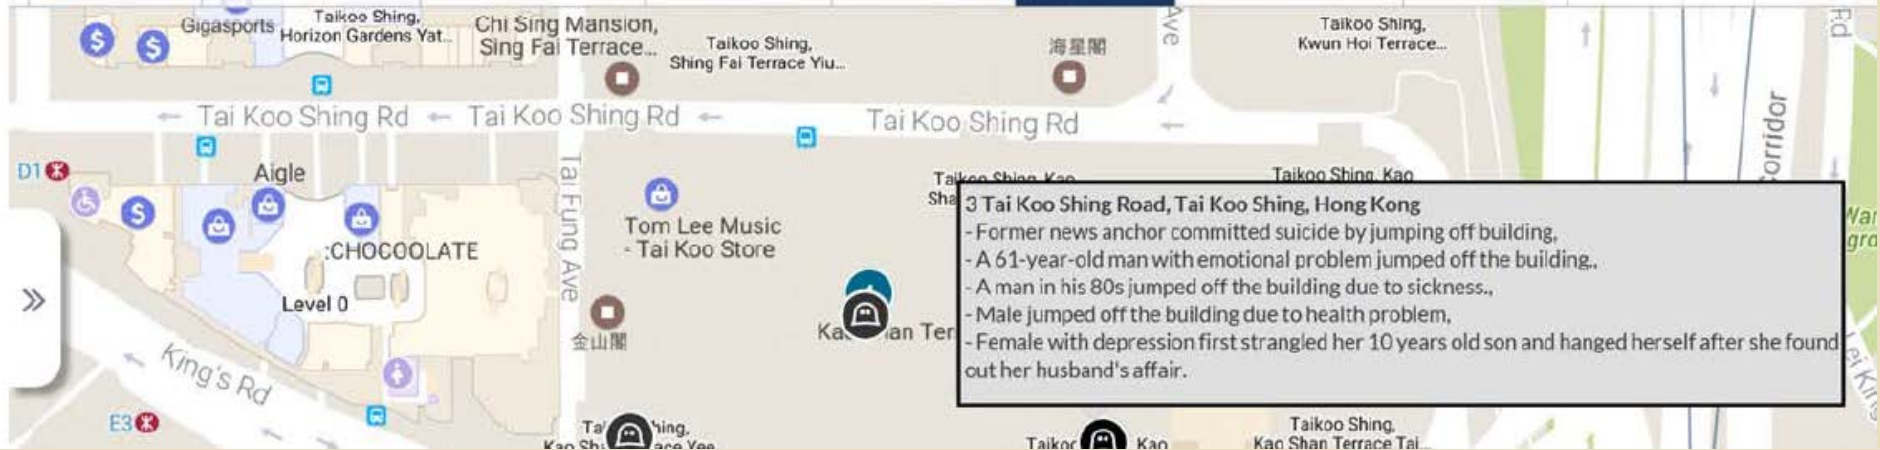 Gigasports
Taikoo Shing,
Horizon Gardens Yat...
Chi Sing Mansion,
Sing Fai Terrace...
Taikoo Shing,
Shing Fai Terrace Yiu...
海星閣
Ave
Taikoo Shing,
Kwun Hoi Terrace...
Rd
Tai Koo Shing Rd
Tai Koo Shing Rd
Tai Koo Shing Rd
Corridor
D1
Aigle
Tai Fung Ave
Tom Lee Music
- Tai Koo Store
:CHOCOOLATE
Level 0
金山閣
King's Rd
E3
Taikoo Shing, Kao
Taikoo Shing, Kao
3 Tai Koo Shing Road, Tai Koo Shing, Hong Kong
- Former news anchor committed suicide by jumping off building,
- A 61-year-old man with emotional problem jumped off the building.,
- A man in his 80s jumped off the building due to sickness.,
- Male jumped off the building due to health problem,
- Female with depression first strangled her 10 years old son and hanged herself after she found
out her husband's affair.
Kao
Taikoo Shing,
Kao Shan Terrace Tai...